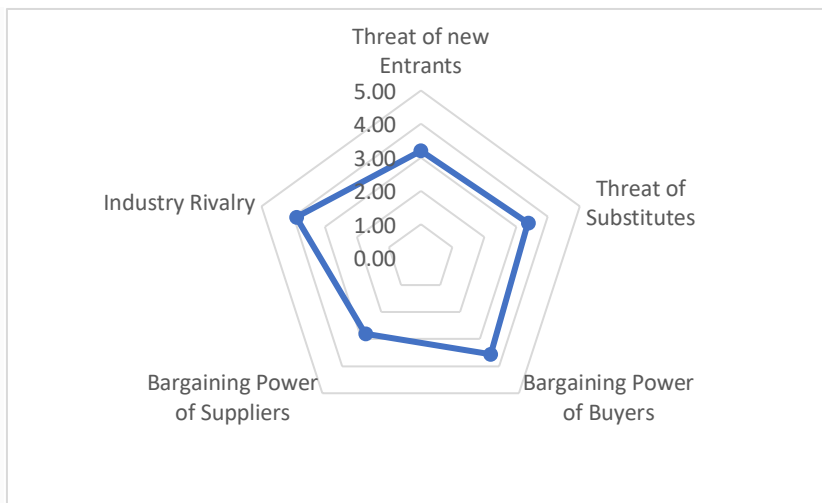 Threat of new
Entrants
5.00
4.00
3.00
2.00
1.00
0.00
Threat of
Substitutes
Bargaining Power
of Buyers
Bargaining Power
of Suppliers
Industry Rivalry